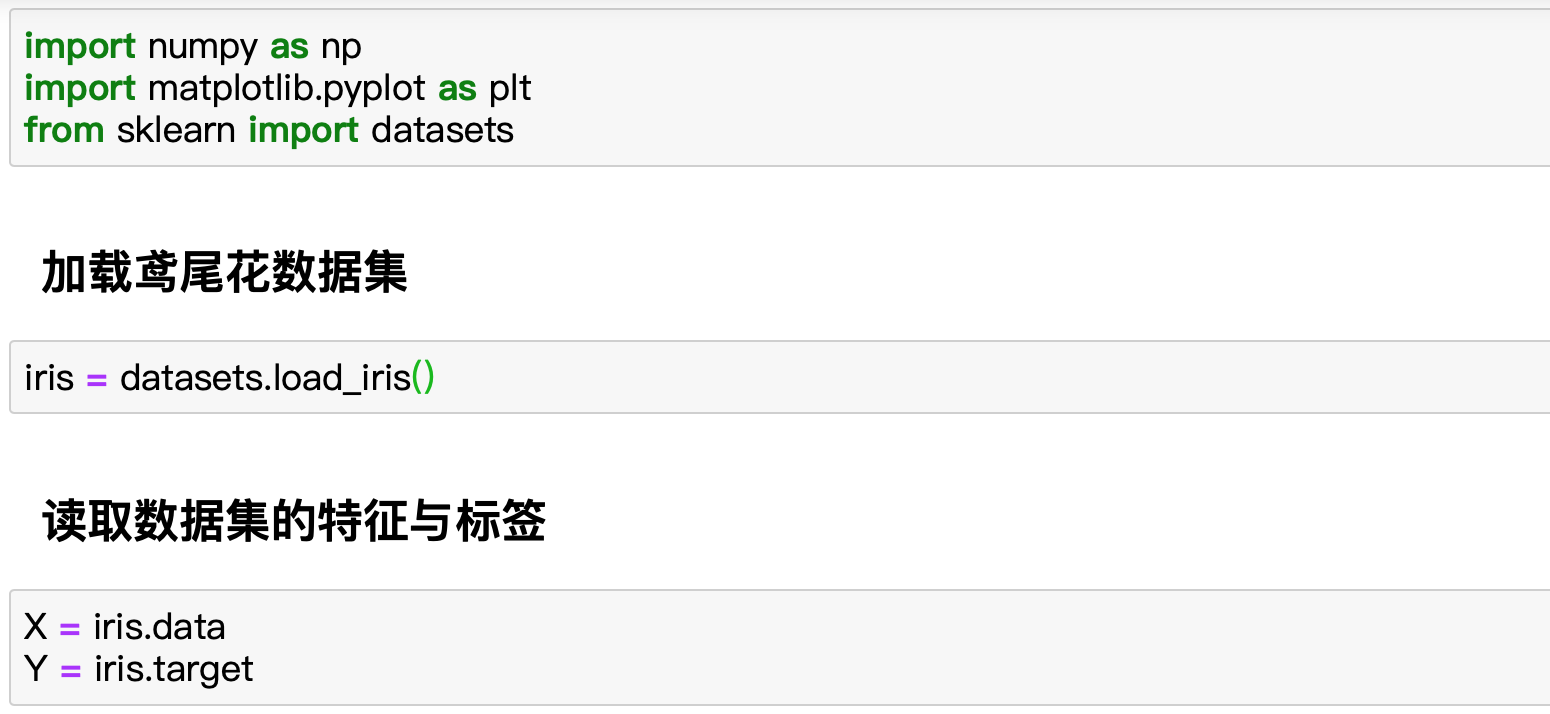 import numpy as np
import matplotlib.pyplot as plt
from sklearn import datasets
加载鸢尾花数据集
iris = datasets.load_iris()
读取数据集的特征与标签
X = iris.data
Y = iris.target